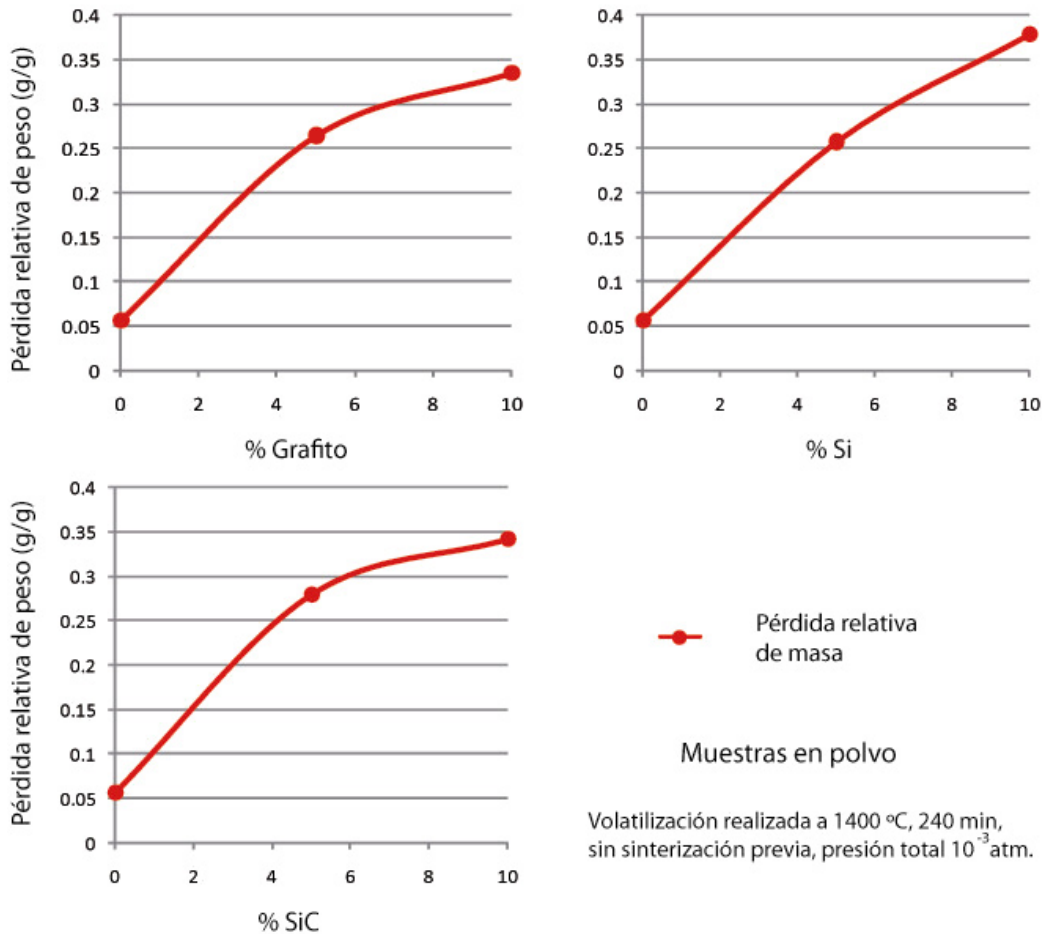 Pérdida relativa de peso (g/g)
0.4
0.35
0.3
0.25
0.2
0.15
0.1
0.05
0
0 2 4 6 8 10
% Grafito
0.4
0.35
0.3
0.25
0.2
0.15
0.1
0.05
0
0 2 4 6 8 10
% Si
Pérdida relativa de peso (g/g)
0.4
0.35
0.3
0.25
0.2
0.15
0.1
0.05
0
0 2 4 6 8 10
% SiC
Pérdida relativa
de masa
Muestras en polvo
Volatilización realizada a 1400 ºC, 240 min,
sin sinterización previa, presión total 10⁻³ atm.